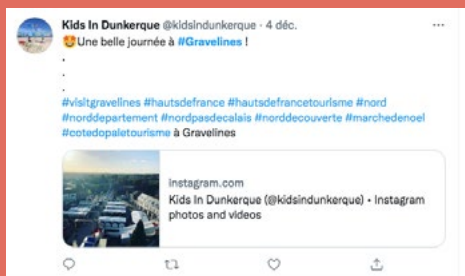 Kids In Dunkerque @kidsindunkerque · 4 déc. ...
🤩Une belle journée à #Gravelines !
.
.
.
#visitgravelines #hautsdefrance #hautsdefrancetourisme #nord
#norddepartement #nordpasdecalais #norddecouverte #marchedenoel
#cotedopaletourisme à Gravelines
instagram.com
Kids In Dunkerque (@kidsindunkerque) • Instagram
photos and videos